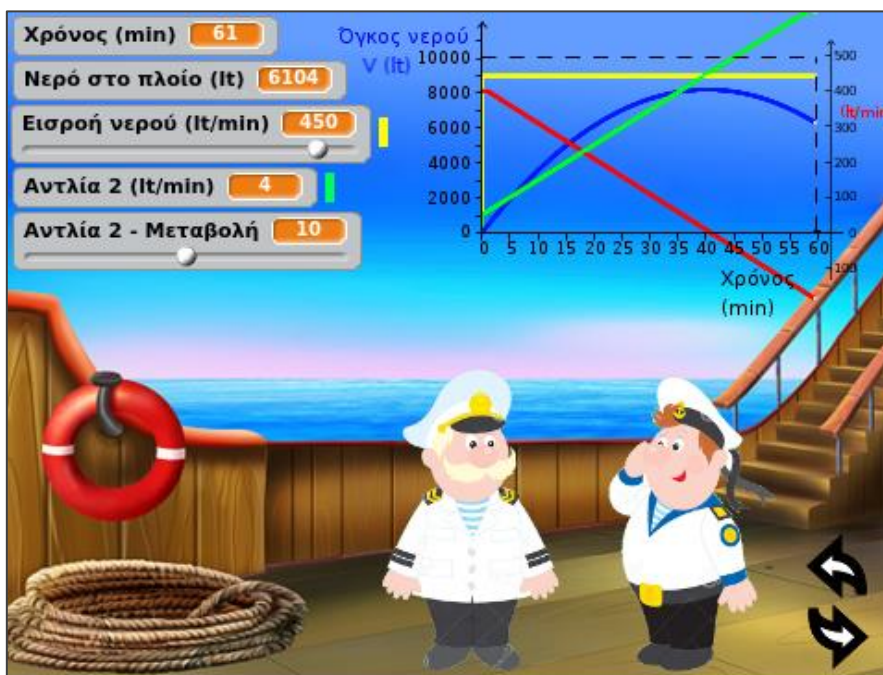 Χρόνος (min) 61
Νερό στο πλοίο (lt) 6104
Εισροή νερού (lt/min) 450
Αντλία 2 (lt/min) 4
Αντλία 2 - Μεταβολή 10
Όγκος νερού
V (lt)
10000
8000
6000
4000
2000
0
0 5 10 15 20 25 30 35 40 45 50 55 60
Χρόνος
(min)
500
400
(lt/min
300
200
100
0
100